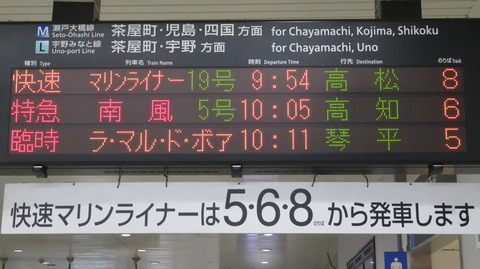 M 瀬戸大橋線 Seto-Ōhashi Line 茶屋町・児島・四国 方面 for Chayamachi, Kojima, Shikoku
L 宇野みなと線 Uno-port Line 茶屋町・宇野 方面 for Chayamachi, Uno
種別 Type 列車名 Train Name 時刻 Departure Time 行先 Destination のりば track
快速 マリンライナー19号 9:54 高松 8
特急 南風 5号 10:05 高知 6
臨時 ラ・マル・ド・ボァ 10:11 琴平 5
快速マリンライナーは5・6・8のりばから発車します